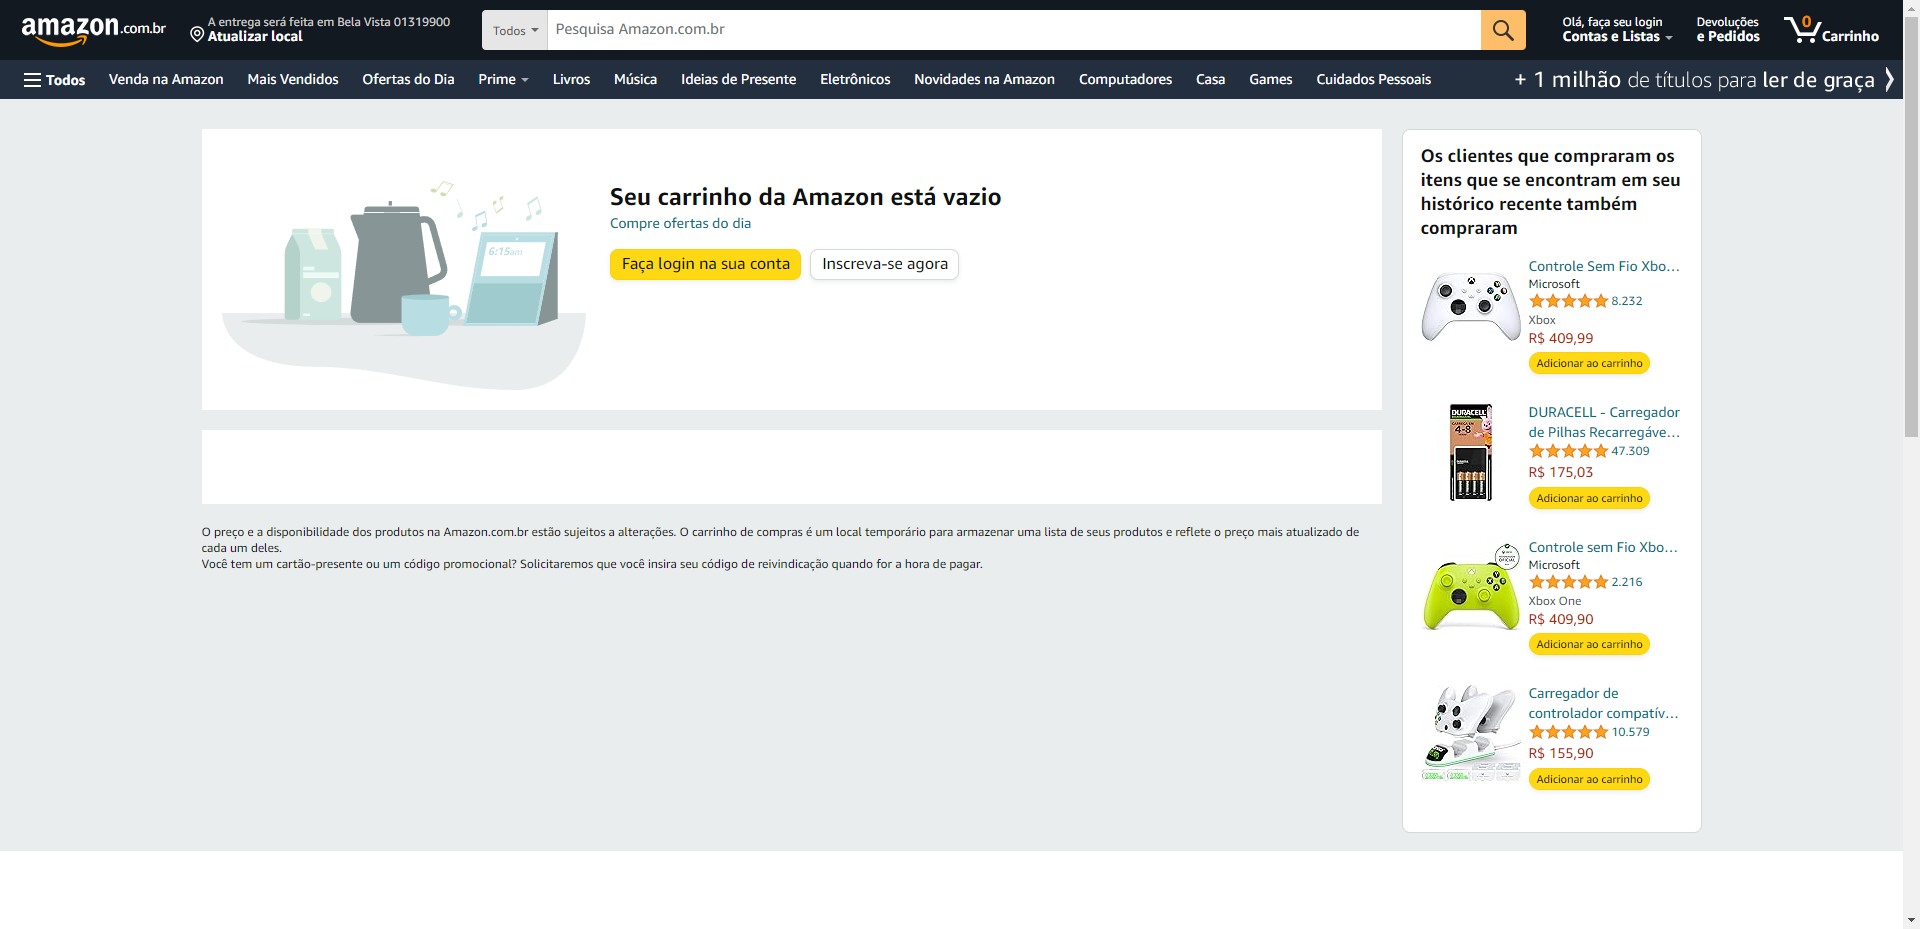 amazon.com.br
A entrega será feita em Bela Vista 01319900
Atualizar local
Todos
Pesquisa Amazon.com.br
Olá, faça seu login
Contas e Listas
Devoluções
e Pedidos
0
Carrinho
Todos
Venda na Amazon
Mais Vendidos
Ofertas do Dia
Prime
Livros
Música
Ideias de Presente
Eletrônicos
Novidades na Amazon
Computadores
Casa
Games
Cuidados Pessoais
+ 1 milhão de títulos para ler de graça
6:15am
Seu carrinho da Amazon está vazio
Compre ofertas do dia
Faça login na sua conta
Inscreva-se agora
O preço e a disponibilidade dos produtos na Amazon.com.br estão sujeitos a alterações. O carrinho de compras é um local temporário para armazenar uma lista de seus produtos e reflete o preço mais atualizado de
cada um deles.
Você tem um cartão-presente ou um código promocional? Solicitaremos que você insira seu código de reivindicação quando for a hora de pagar.
Os clientes que compraram os
itens que se encontram em seu
histórico recente também
compraram
Controle Sem Fio Xbo…
Microsoft
8.232
Xbox
R$ 409,99
Adicionar ao carrinho
DURACELL
4-8
DURACELL - Carregador
de Pilhas Recarregáve…
47.309
R$ 175,03
Adicionar ao carrinho
Controle sem Fio Xbo…
Microsoft
2.216
Xbox One
R$ 409,90
Adicionar ao carrinho
Carregador de
controlador compatív…
10.579
R$ 155,90
Adicionar ao carrinho